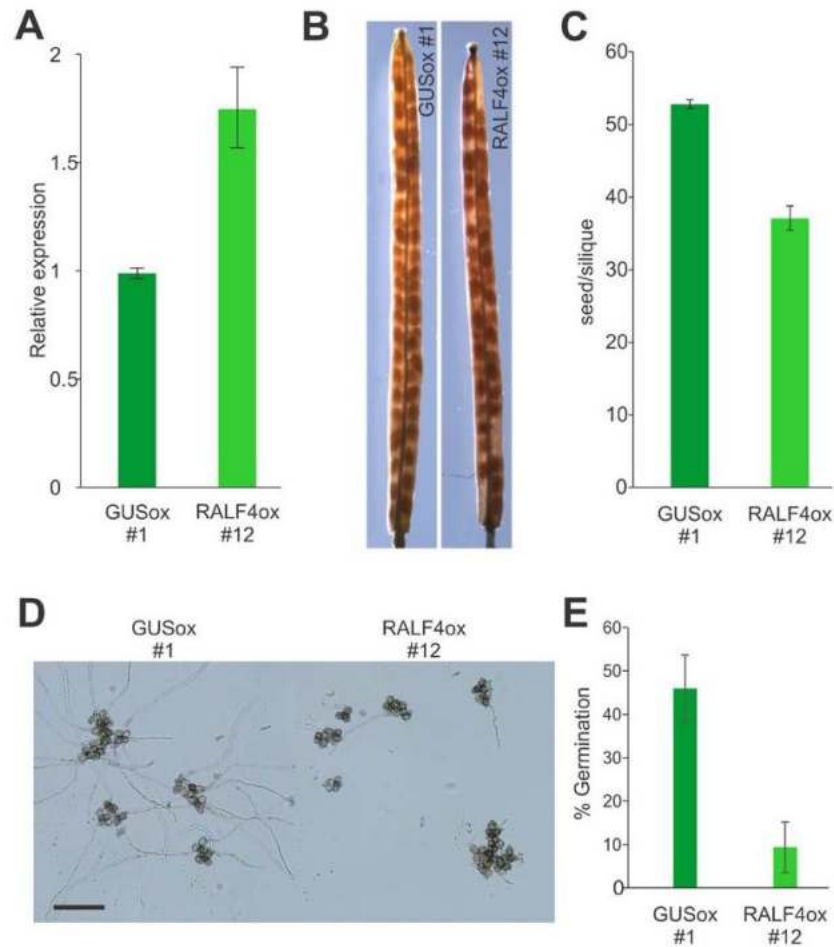 A
Relative expression
2
1.5
1
0.5
0
GUSox
#1
RALF4ox
#12
B
GUSox #1
RALF4ox #12
C
seed/silique
60
50
40
30
20
10
0
GUSox
#1
RALF4ox
#12
D
GUSox
#1
RALF4ox
#12
E
% Germination
60
50
40
30
20
10
0
GUSox
#1
RALF4ox
#12